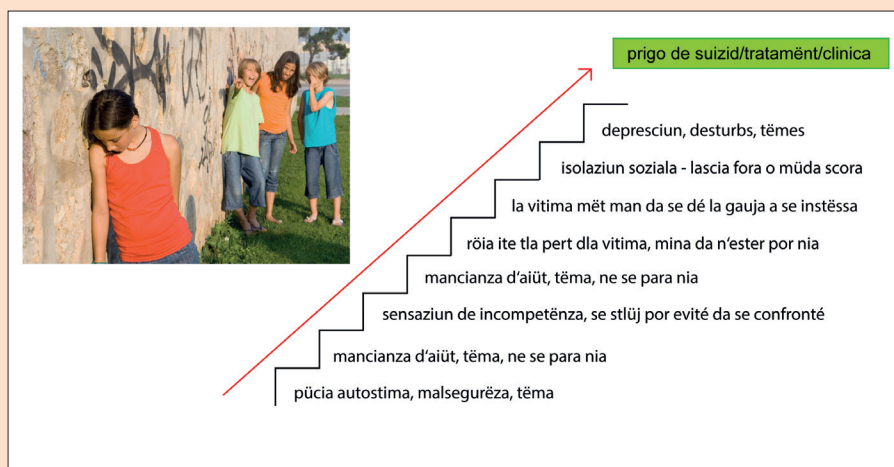 prigo de suizid/tratamënt/clinica
depresciun, desturbs, tëmes
isolaziun soziala - lascia fora o müda scora
la vitima mët man da se dé la gauja a se instëssa
röia ite tla pert dla vitima, mina da n'ester por nia
mancianza d'aiüt, tëma, ne se para nia
sensaziun de incompetënza, se stlüj por evité da se confronté
mancianza d'aiüt, tëma, ne se para nia
pücia autostima, malsegurëza, tëma